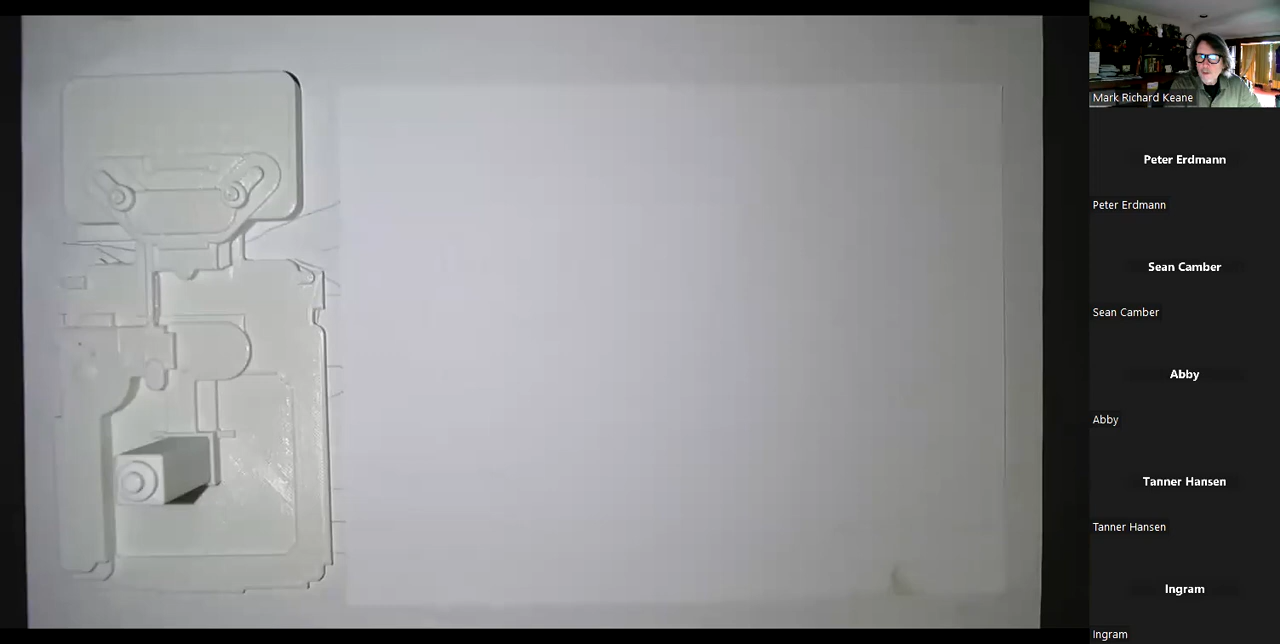 Mark Richard Keane
Peter Erdmann
Peter Erdmann
Sean Camber
Sean Camber
Abby
Abby
Tanner Hansen
Tanner Hansen
Ingram
Ingram